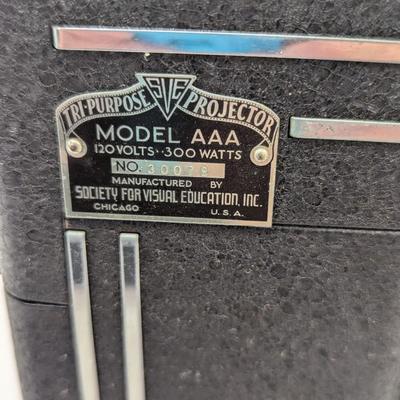 SVE
TRI-PURPOSE PROJECTOR
MODEL AAA
120 VOLTS · 300 WATTS
NO. 30078
MANUFACTURED BY
SOCIETY FOR VISUAL EDUCATION, INC.
CHICAGO U.S.A.